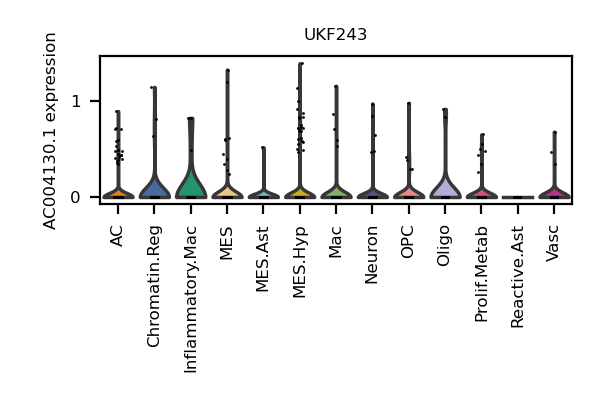 UKF243
AC004130.1 expression
1
0
AC
Chromatin.Reg
Inflammatory.Mac
MES
MES.Ast
MES.Hyp
Mac
Neuron
OPC
Oligo
Prolif.Metab
Reactive.Ast
Vasc